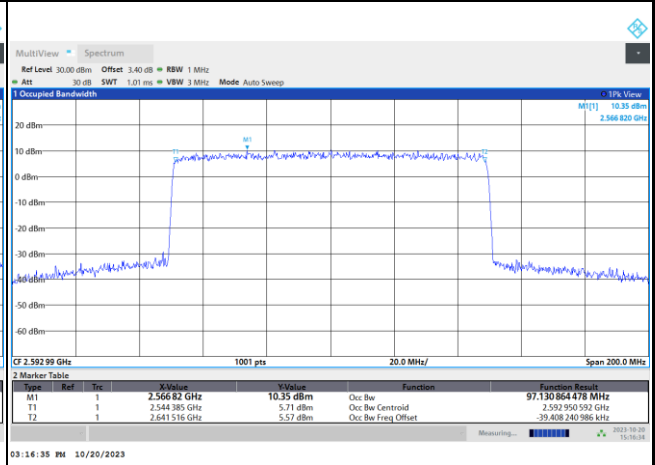 MultiView Spectrum
Ref Level 30.00 dBm Offset 3.40 dB RBW 1 MHz
Att 30 dB SWT 1.01 ms VBW 3 MHz Mode Auto Sweep
1 Occupied Bandwidth 1Pk View
M1[1] 10.35 dBm
2.566 820 GHz
20 dBm
M1
10 dBm
T1
T2
0 dBm
-10 dBm
-20 dBm
-30 dBm
-40 dBm
-50 dBm
-60 dBm
CF 2.592 99 GHz 1001 pts 20.0 MHz/ Span 200.0 MHz
2 Marker Table
Type Ref Trc X-Value Y-Value Function Function Result
M1 1 2.566 82 GHz 10.35 dBm Occ Bw 97.130 864 478 MHz
T1 1 2.544 385 GHz 5.71 dBm Occ Bw Centroid 2.592 950 592 GHz
T2 1 2.641 516 GHz 5.57 dBm Occ Bw Freq Offset -39.408 240 986 kHz
Measuring... 2023-10-20
15:16:34
03:16:35 PM 10/20/2023